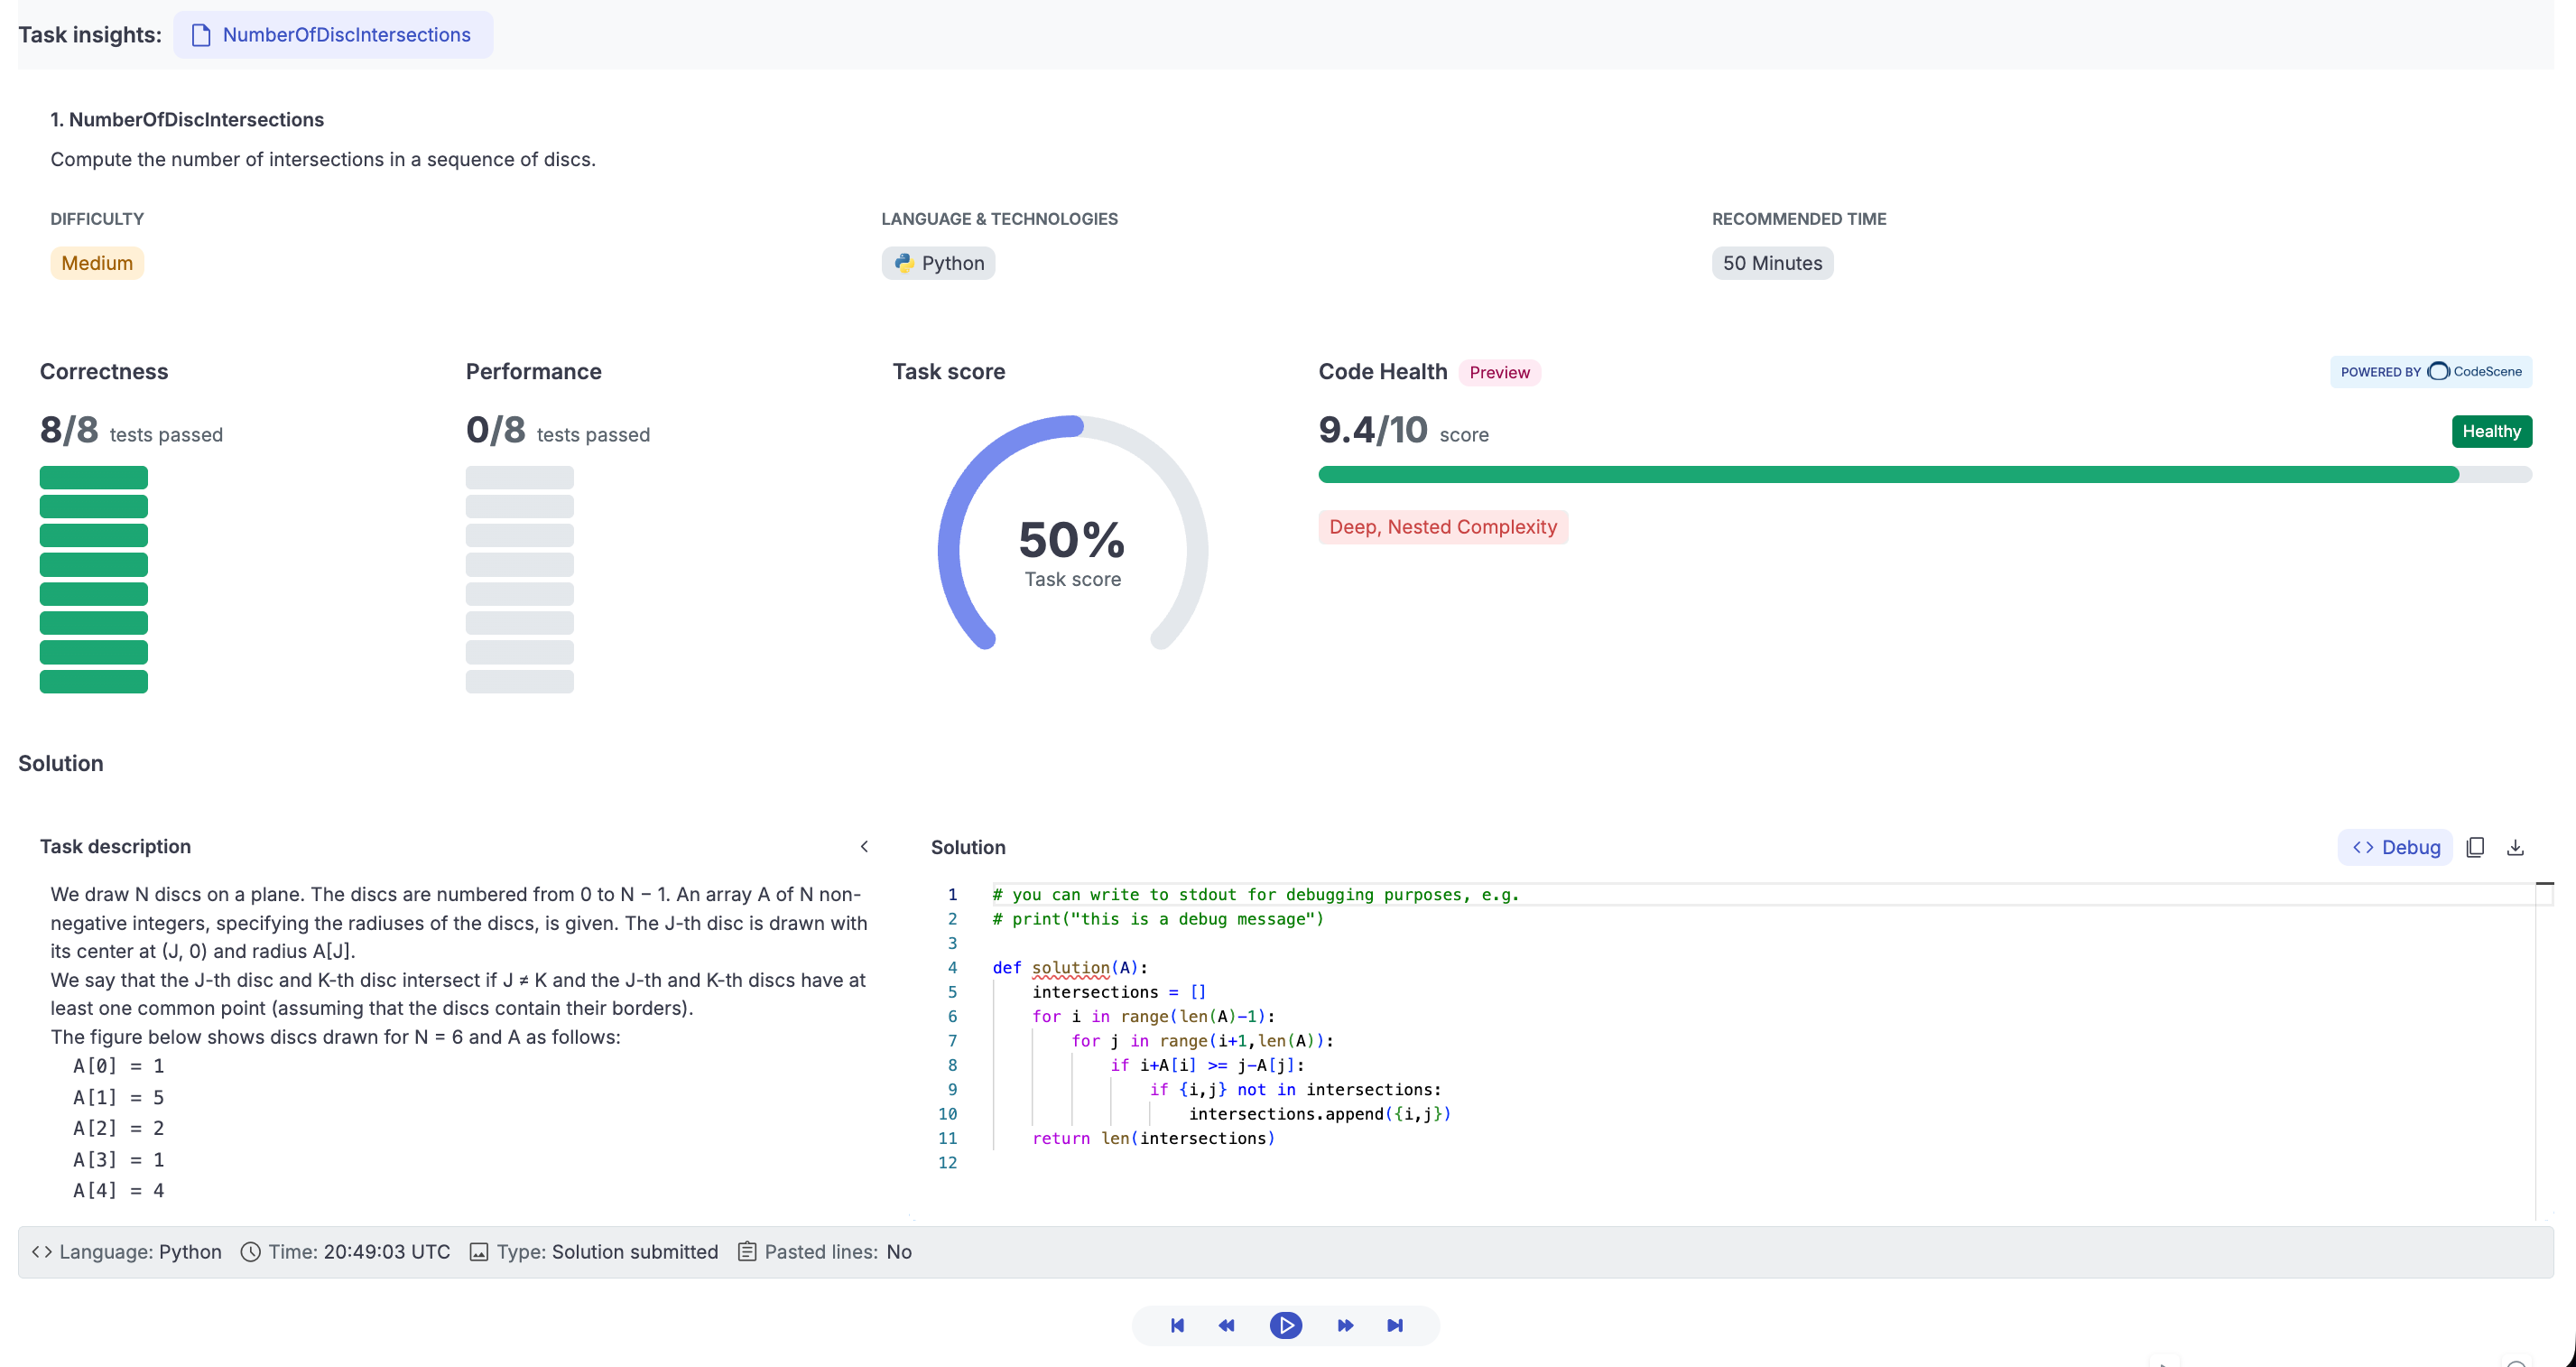 Task insights: NumberOfDiscIntersections
1. NumberOfDiscIntersections
Compute the number of intersections in a sequence of discs.
DIFFICULTY
Medium
LANGUAGE & TECHNOLOGIES
Python
RECOMMENDED TIME
50 Minutes
Correctness
8/8 tests passed
Performance
0/8 tests passed
Task score
50%
Task score
Code Health Preview
POWERED BY CodeScene
9.4/10 score
Healthy
Deep, Nested Complexity
Solution
Task description
We draw N discs on a plane. The discs are numbered from 0 to N − 1. An array A of N non-
negative integers, specifying the radiuses of the discs, is given. The J-th disc is drawn with
its center at (J, 0) and radius A[J].
We say that the J-th disc and K-th disc intersect if J ≠ K and the J-th and K-th discs have at
least one common point (assuming that the discs contain their borders).
The figure below shows discs drawn for N = 6 and A as follows:
A[0] = 1
A[1] = 5
A[2] = 2
A[3] = 1
A[4] = 4
Solution
Debug
1 # you can write to stdout for debugging purposes, e.g.
2 # print("this is a debug message")
3
4 def solution(A):
5     intersections = []
6     for i in range(len(A)-1):
7         for j in range(i+1,len(A)):
8             if i+A[i] >= j-A[j]:
9                 if {i,j} not in intersections:
10                     intersections.append({i,j})
11     return len(intersections)
12
Language: Python Time: 20:49:03 UTC Type: Solution submitted Pasted lines: No